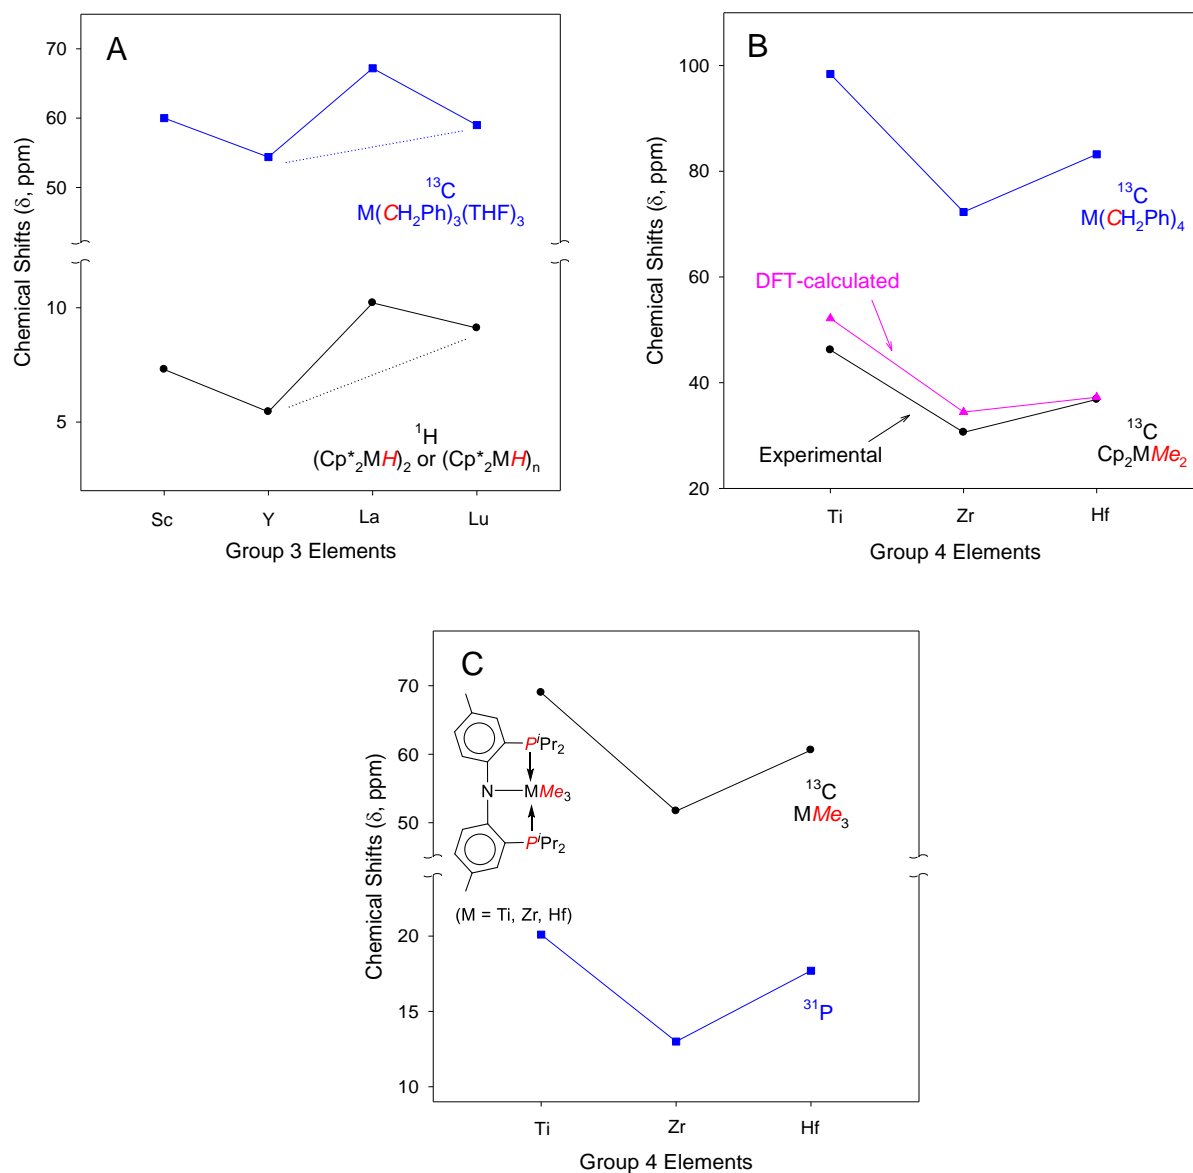 A
Chemical Shifts (δ, ppm)
70
60
50
10
5
¹³C
M(CH₂Ph)₃(THF)₃
¹H
(Cp*₂MH)₂ or (Cp*₂MH)ₙ
Sc Y La Lu
Group 3 Elements
B
Chemical Shifts (δ, ppm)
100
80
60
40
20
¹³C
M(CH₂Ph)₄
DFT-calculated
Experimental
¹³C
Cp₂MMe₂
Ti Zr Hf
Group 4 Elements
C
Chemical Shifts (δ, ppm)
70
60
50
20
15
10
PⁱPr₂
N MMe₃
PⁱPr₂
(M = Ti, Zr, Hf)
¹³C
MMe₃
³¹P
Ti Zr Hf
Group 4 Elements